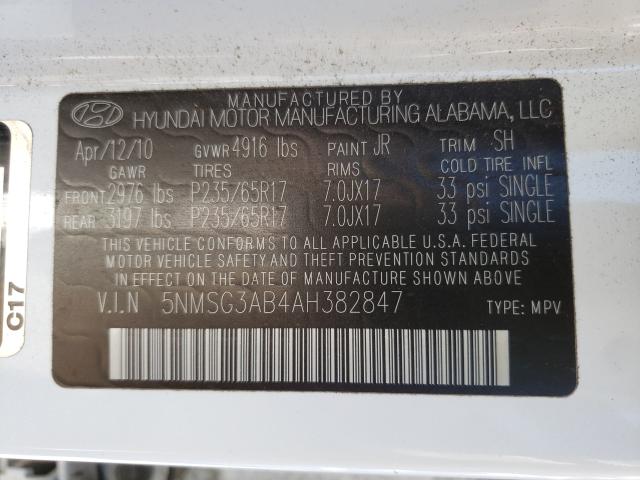 MANUFACTURED BY
HYUNDAI MOTOR MANUFACTURING ALABAMA, LLC
Apr/12/10 GVWR 4916 lbs PAINT JR TRIM SH
GAWR TIRES RIMS COLD TIRE INFL
FRONT 2976 lbs P235/65R17 7.0JX17 33 psi SINGLE
REAR 3197 lbs P235/65R17 7.0JX17 33 psi SINGLE
THIS VEHICLE CONFORMS TO ALL APPLICABLE U.S.A. FEDERAL
MOTOR VEHICLE SAFETY AND THEFT PREVENTION STANDARDS
IN EFFECT ON THE DATE OF MANUFACTURE SHOWN ABOVE.
V.I.N 5NMSG3AB4AH382847 TYPE: MPV
C17